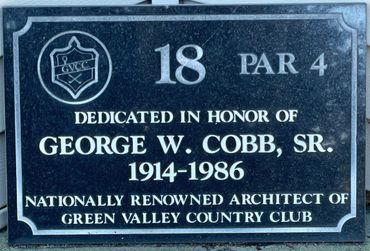 GVCC
18 PAR 4
DEDICATED IN HONOR OF
GEORGE W. COBB, SR.
1914-1986
NATIONALLY RENOWNED ARCHITECT OF
GREEN VALLEY COUNTRY CLUB